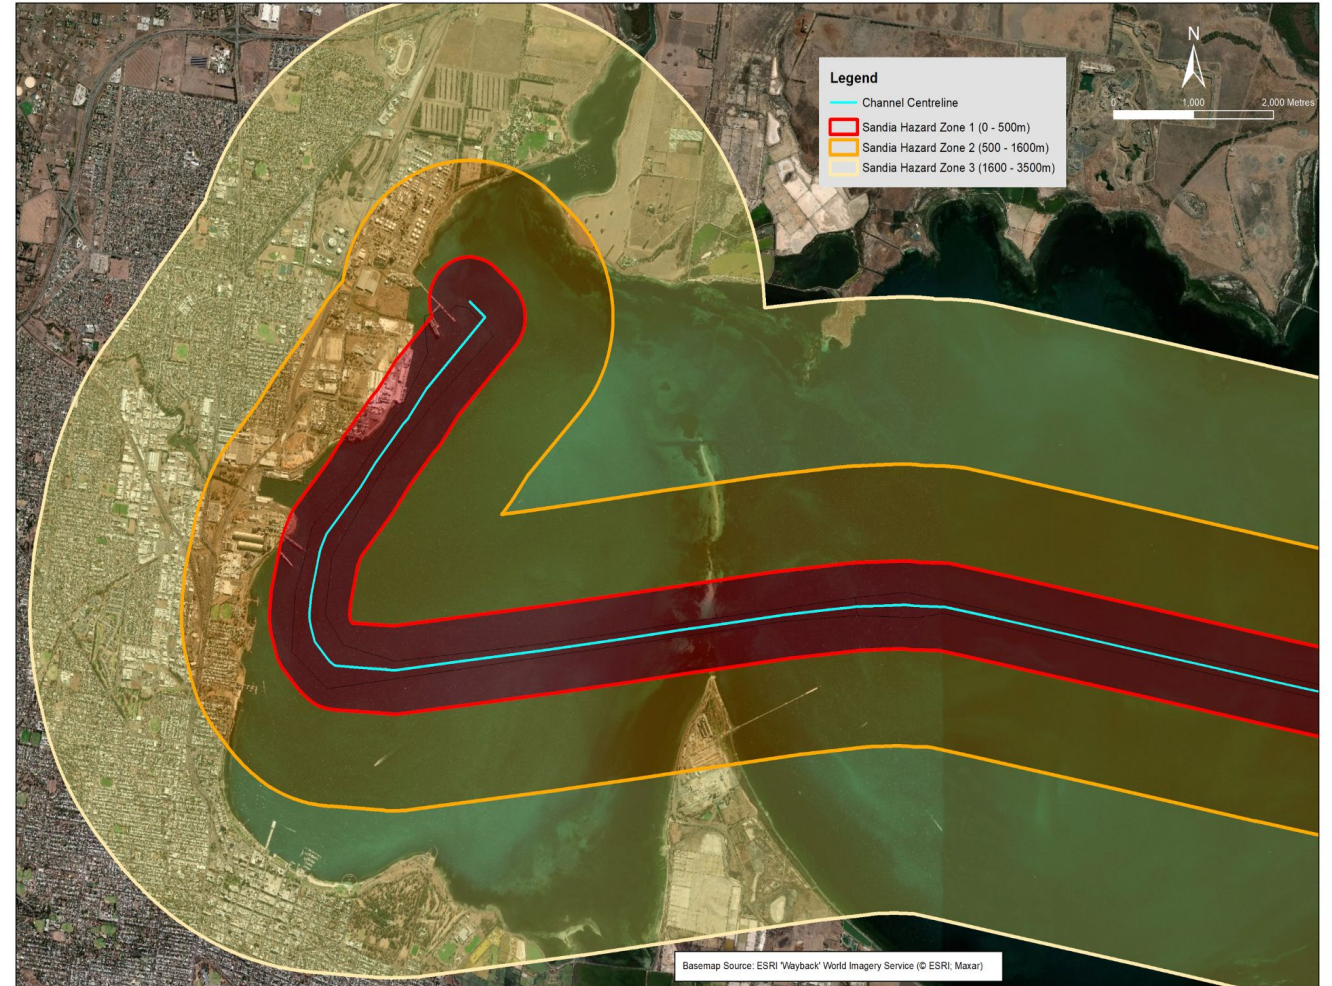 N
0 1,000 2,000 Metres
Legend
Channel Centreline
Sandia Hazard Zone 1 (0 - 500m)
Sandia Hazard Zone 2 (500 - 1600m)
Sandia Hazard Zone 3 (1600 - 3500m)
Basemap Source: ESRI 'Wayback' World Imagery Service (© ESRI; Maxar)